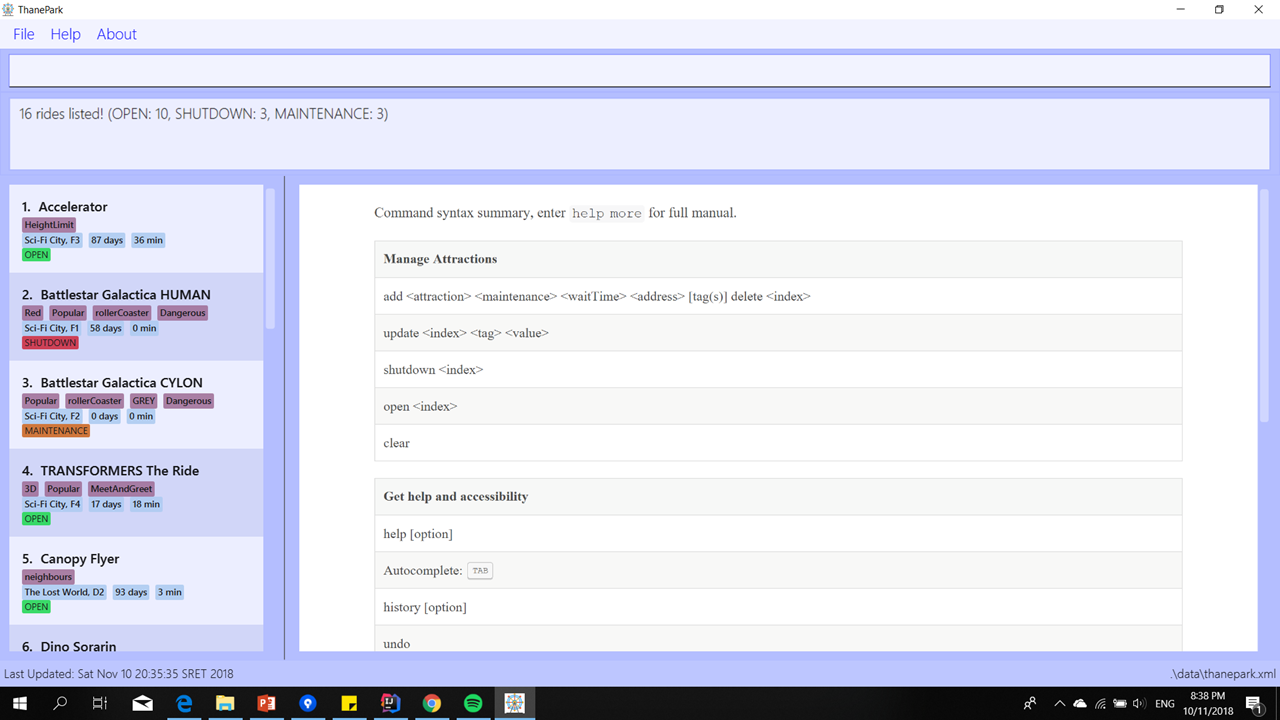 ThanePark
File Help About
16 rides listed! (OPEN: 10, SHUTDOWN: 3, MAINTENANCE: 3)
1. Accelerator
HeightLimit
Sci-Fi City, F3 87 days 36 min
OPEN
2. Battlestar Galactica HUMAN
Red Popular rollerCoaster Dangerous
Sci-Fi City, F1 58 days 0 min
SHUTDOWN
3. Battlestar Galactica CYLON
Popular rollerCoaster GREY Dangerous
Sci-Fi City, F2 0 days 0 min
MAINTENANCE
4. TRANSFORMERS The Ride
3D Popular MeetAndGreet
Sci-Fi City, F4 17 days 18 min
OPEN
5. Canopy Flyer
neighbours
The Lost World, D2 93 days 3 min
OPEN
6. Dino Sorarin
Command syntax summary, enter help more for full manual.
Manage Attractions
add <attraction> <maintenance> <waitTime> <address> [tag(s)] delete <index>
update <index> <tag> <value>
shutdown <index>
open <index>
clear
Get help and accessibility
help [option]
Autocomplete: TAB
history [option]
undo
Last Updated: Sat Nov 10 20:35:35 SRET 2018
.\data\thanepark.xml
ENG
8:38 PM
10/11/2018
1